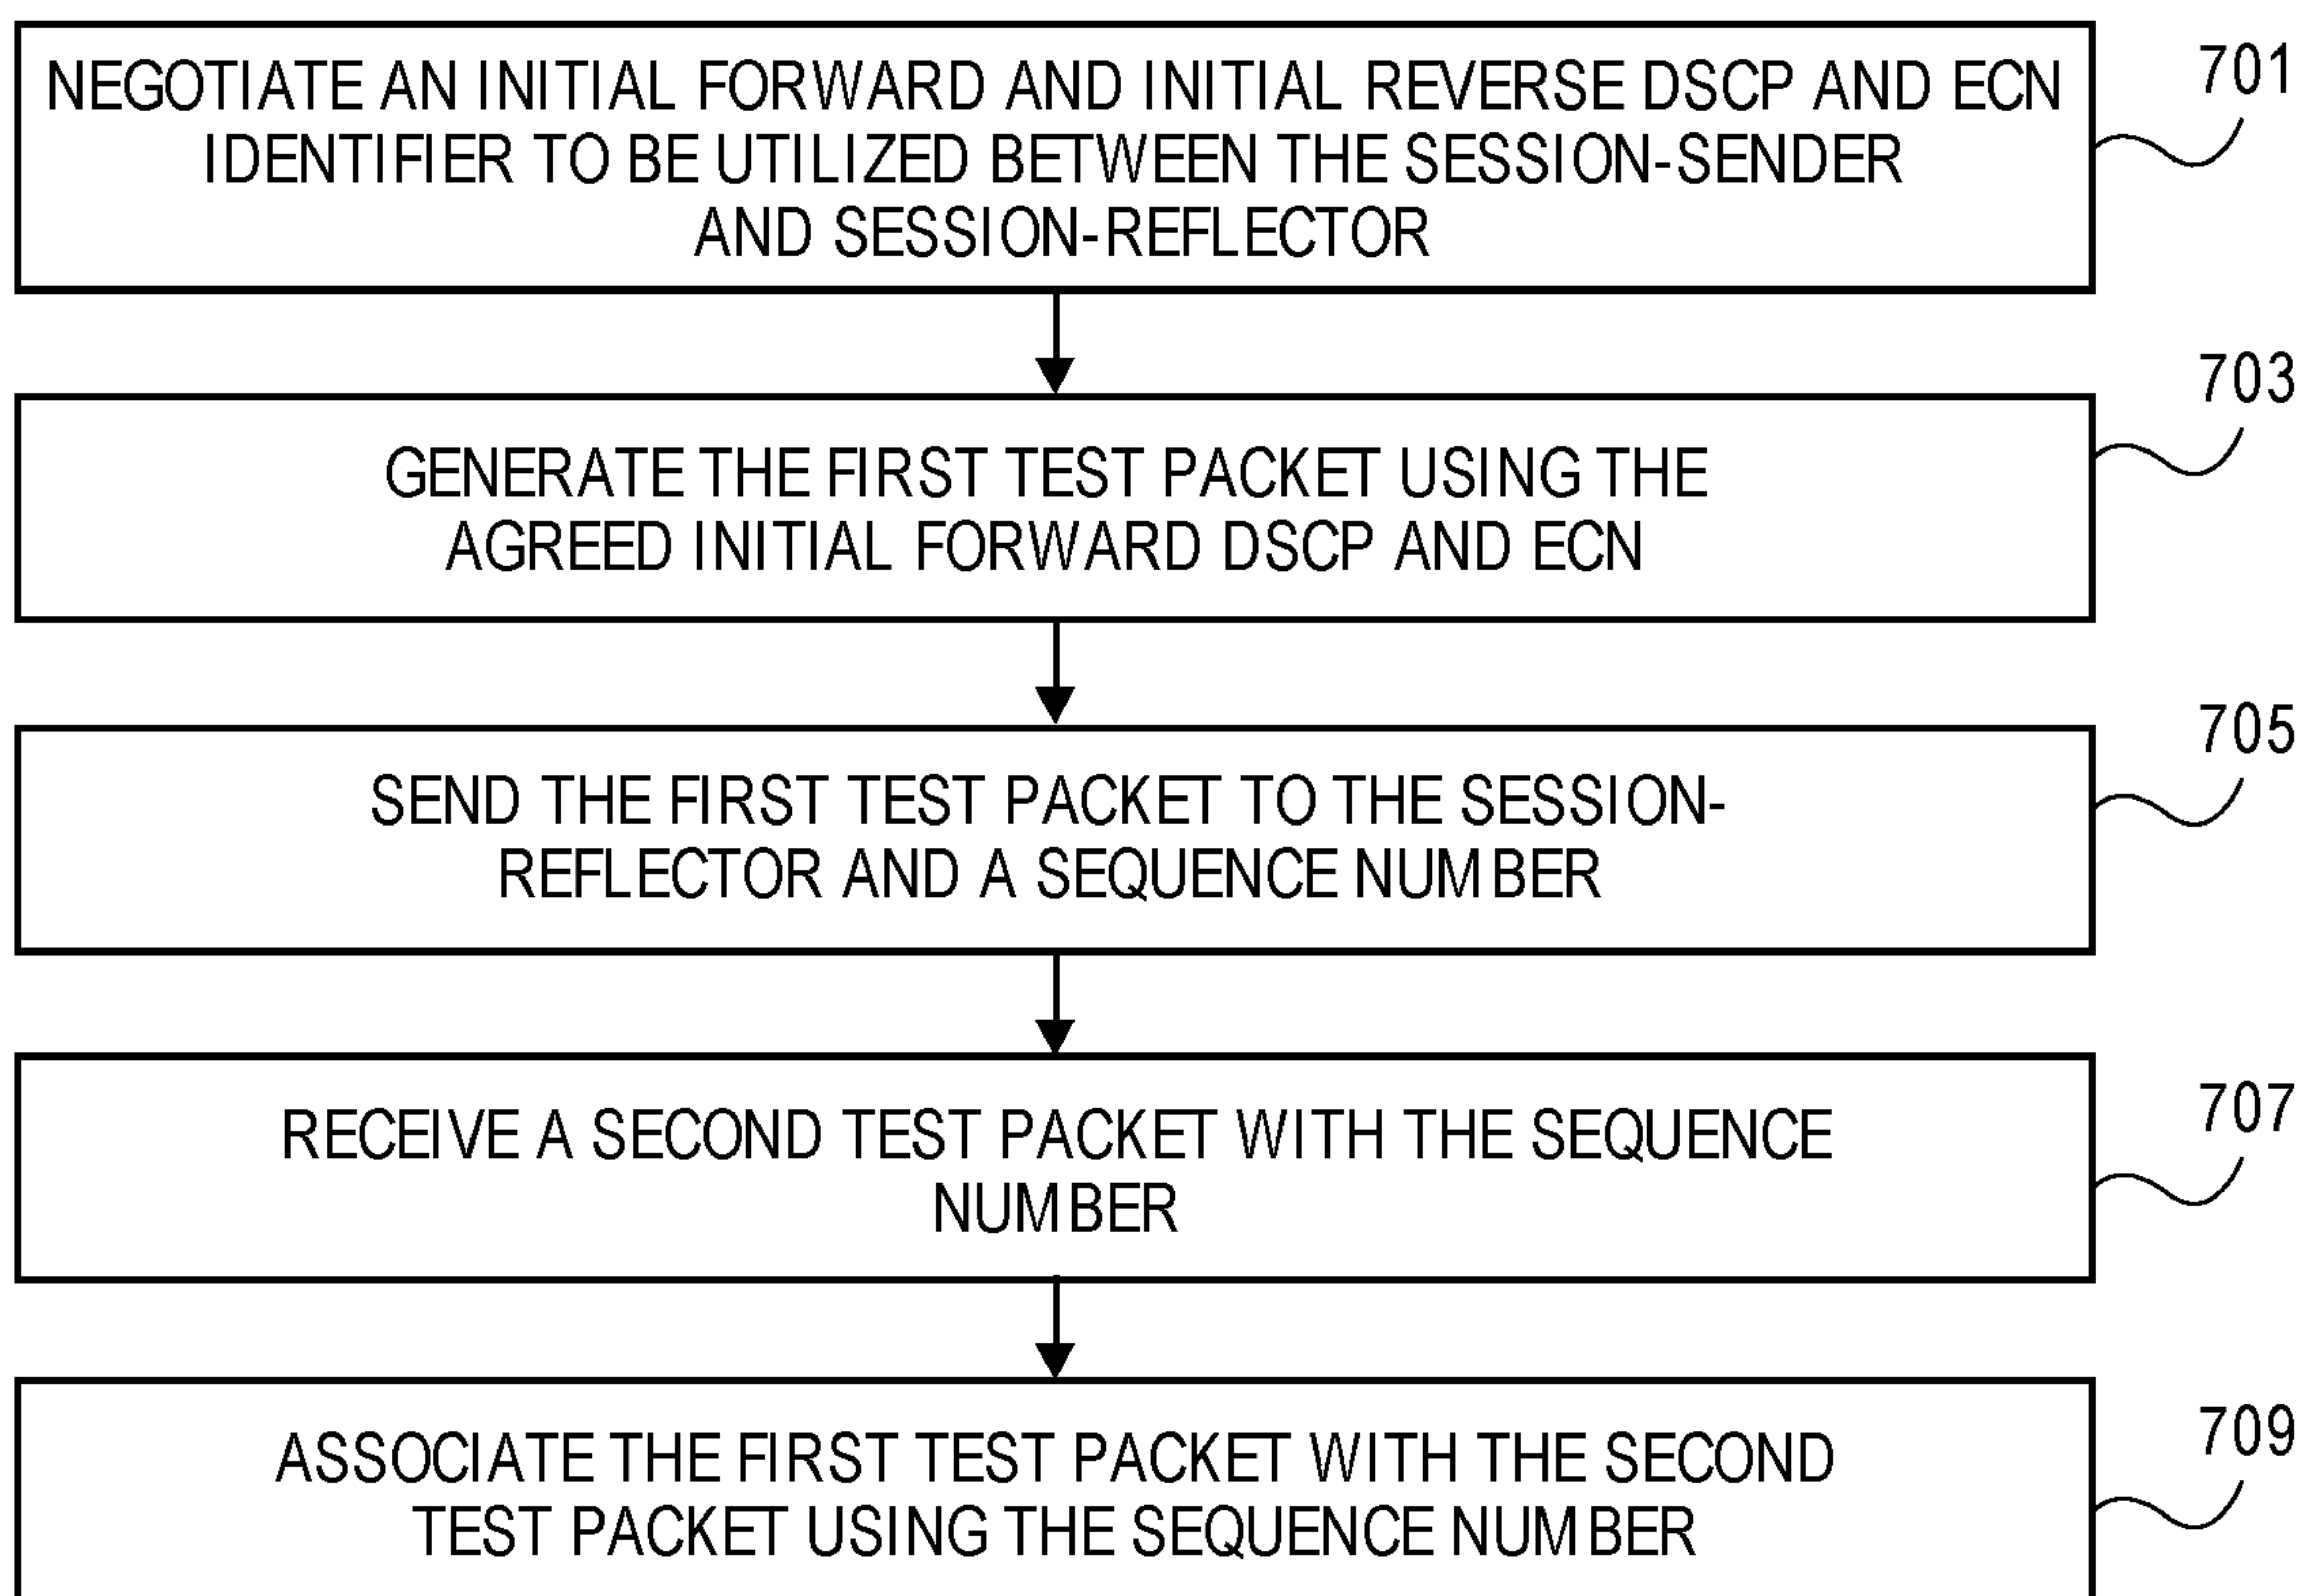 NEGOTIATE AN INITIAL FORWARD AND INITIAL REVERSE DSCP AND ECN
IDENTIFIER TO BE UTILIZED BETWEEN THE SESSION-SENDER
AND SESSION-REFLECTOR
701
GENERATE THE FIRST TEST PACKET USING THE
AGREED INITIAL FORWARD DSCP AND ECN
703
SEND THE FIRST TEST PACKET TO THE SESSION-
REFLECTOR AND A SEQUENCE NUMBER
705
RECEIVE A SECOND TEST PACKET WITH THE SEQUENCE
NUMBER
707
ASSOCIATE THE FIRST TEST PACKET WITH THE SECOND
TEST PACKET USING THE SEQUENCE NUMBER
709